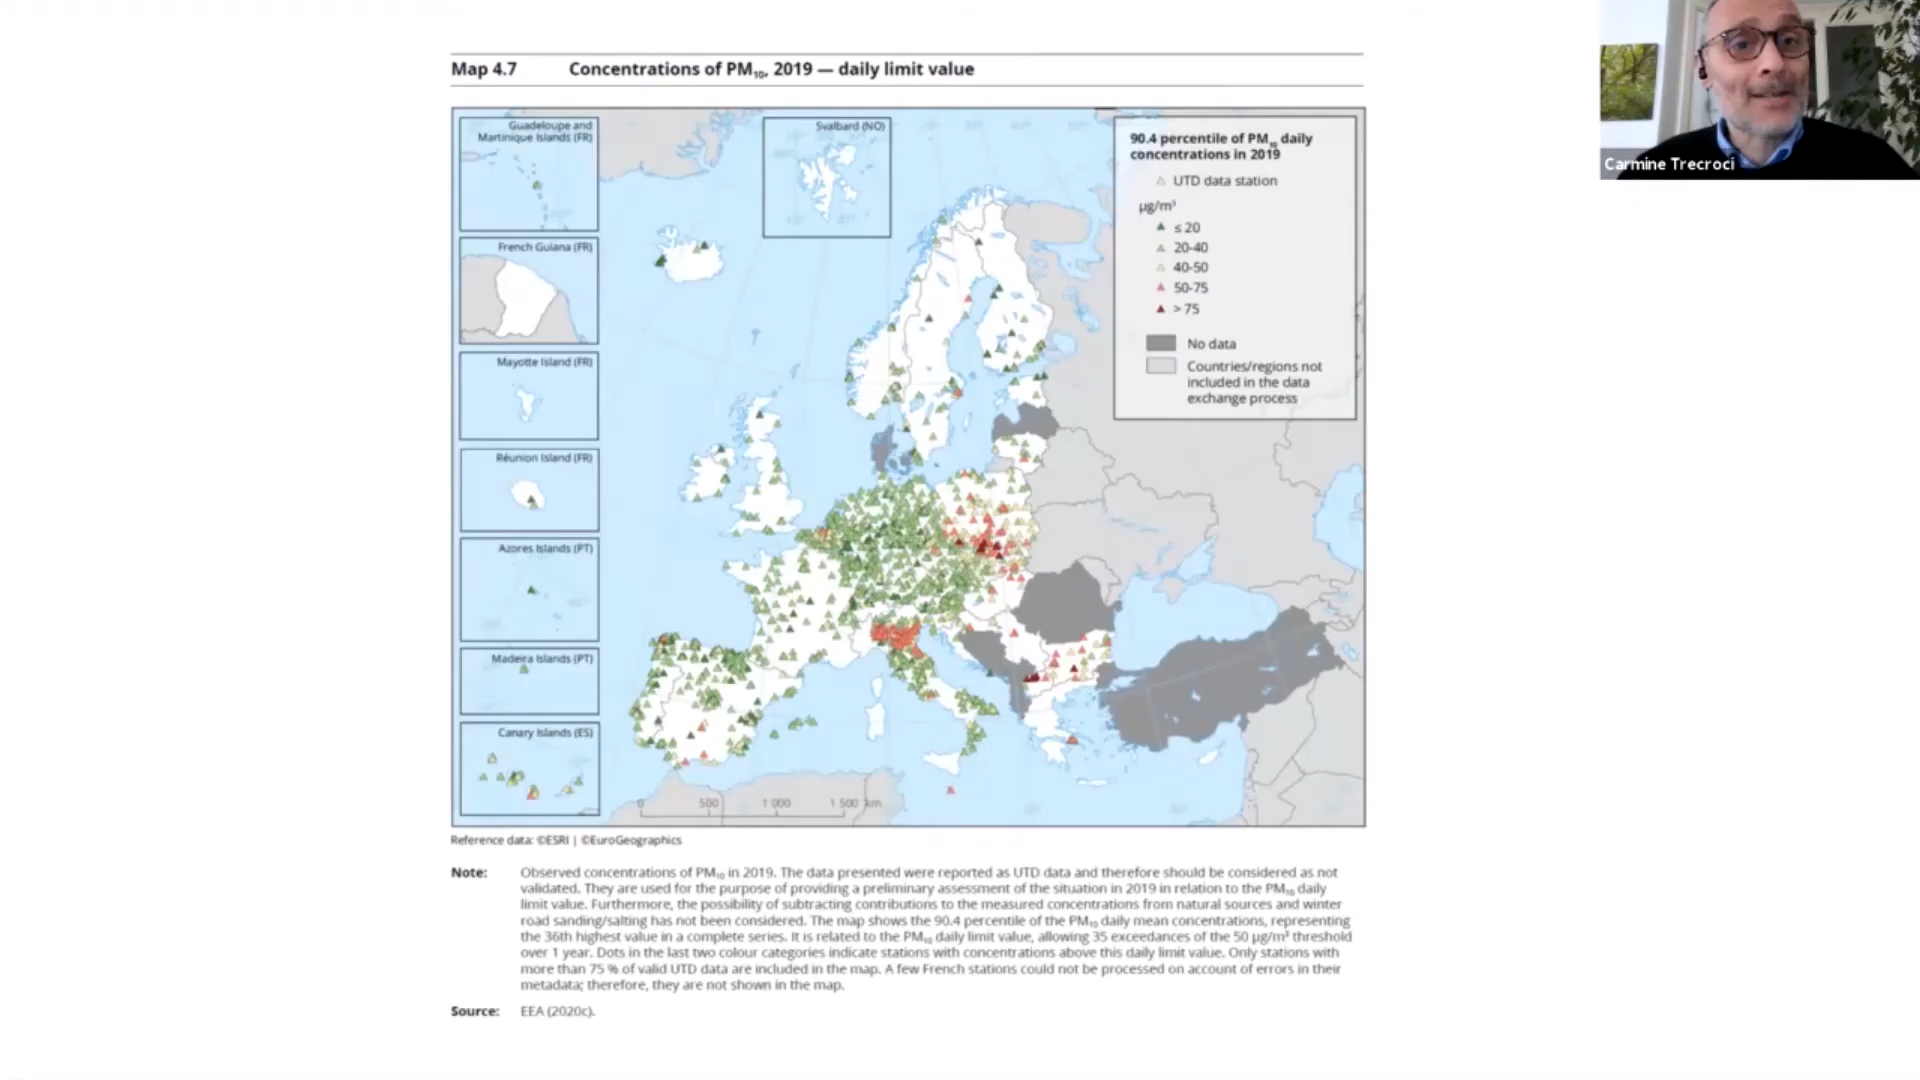 Map 4.7 Concentrations of PM10, 2019 — daily limit value
Guadeloupe and
Martinique Islands (FR)
French Guiana (FR)
Mayotte Island (FR)
Réunion Island (FR)
Azores Islands (PT)
Madeira Islands (PT)
Canary Islands (ES)
Svalbard (NO)
90.4 percentile of PM10 daily
concentrations in 2019
UTD data station
µg/m³
≤ 20
20-40
40-50
50-75
> 75
No data
Countries/regions not
included in the data
exchange process
0 500 1 000 1 500 km
Reference data: ©ESRI | ©EuroGeographics
Note: Observed concentrations of PM10 in 2019. The data presented were reported as UTD data and therefore should be considered as not
validated. They are used for the purpose of providing a preliminary assessment of the situation in 2019 in relation to the PM10 daily
limit value. Furthermore, the possibility of subtracting contributions to the measured concentrations from natural sources and winter
road sanding/salting has not been considered. The map shows the 90.4 percentile of the PM10 daily mean concentrations, representing
the 36th highest value in a complete series. It is related to the PM10 daily limit value, allowing 35 exceedances of the 50 µg/m³ threshold
over 1 year. Dots in the last two colour categories indicate stations with concentrations above this daily limit value. Only stations with
more than 75 % of valid UTD data are included in the map. A few French stations could not be processed on account of errors in their
metadata; therefore, they are not shown in the map.
Source: EEA (2020c).
Carmine Trecroci